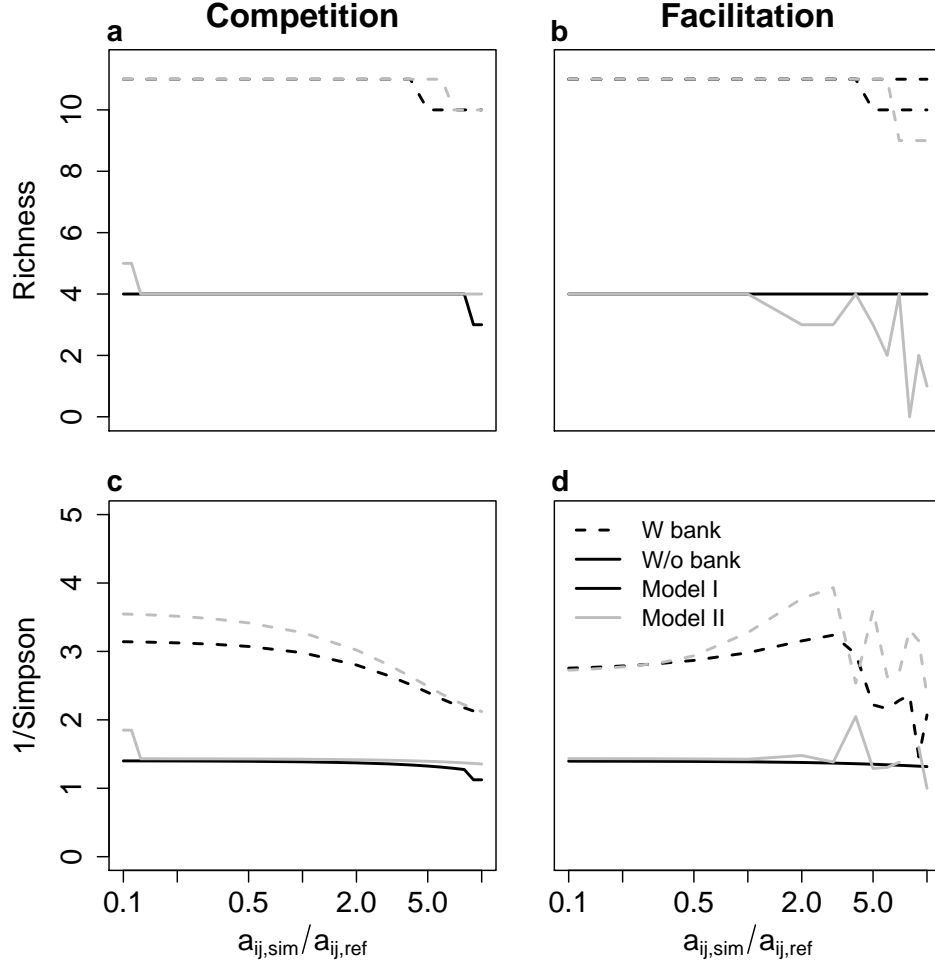 Competition
Facilitation
a
b
Richness
0
2
4
6
8
10
c
d
1/Simpson
0
1
2
3
4
5
W bank
W/o bank
Model I
Model II
0.1
0.5
2.0
5.0
0.1
0.5
2.0
5.0
a_ij,sim/a_ij,ref
a_ij,sim/a_ij,ref